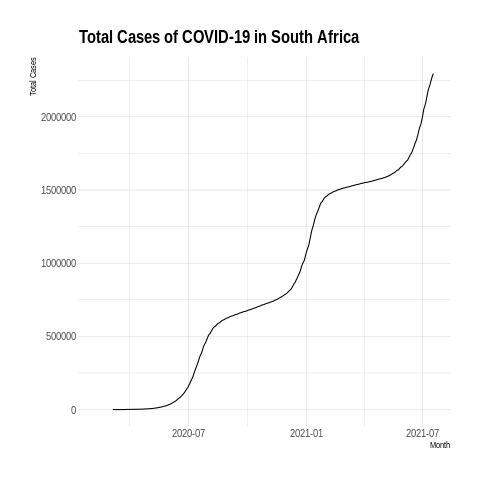 Total Cases of COVID-19 in South Africa
Total Cases
2000000
1500000
1000000
500000
0
2020-07
2021-01
2021-07
Month